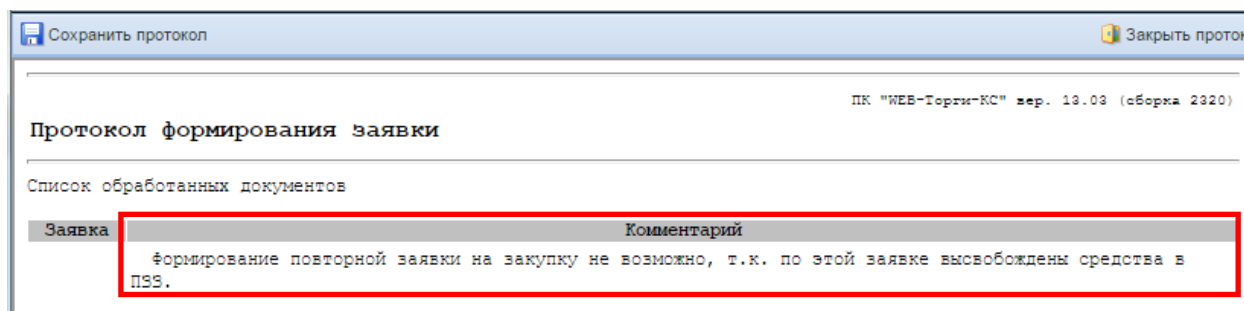 Сохранить протокол
Закрыть проток
ПК "WEB-Торги-КС" вер. 13.03 (сборка 2320)
Протокол формирования заявки
Список обработанных документов
Заявка Комментарий
Формирование повторной заявки на закупку не возможно, т.к. по этой заявке высвобождены средства в
ПЗЗ.